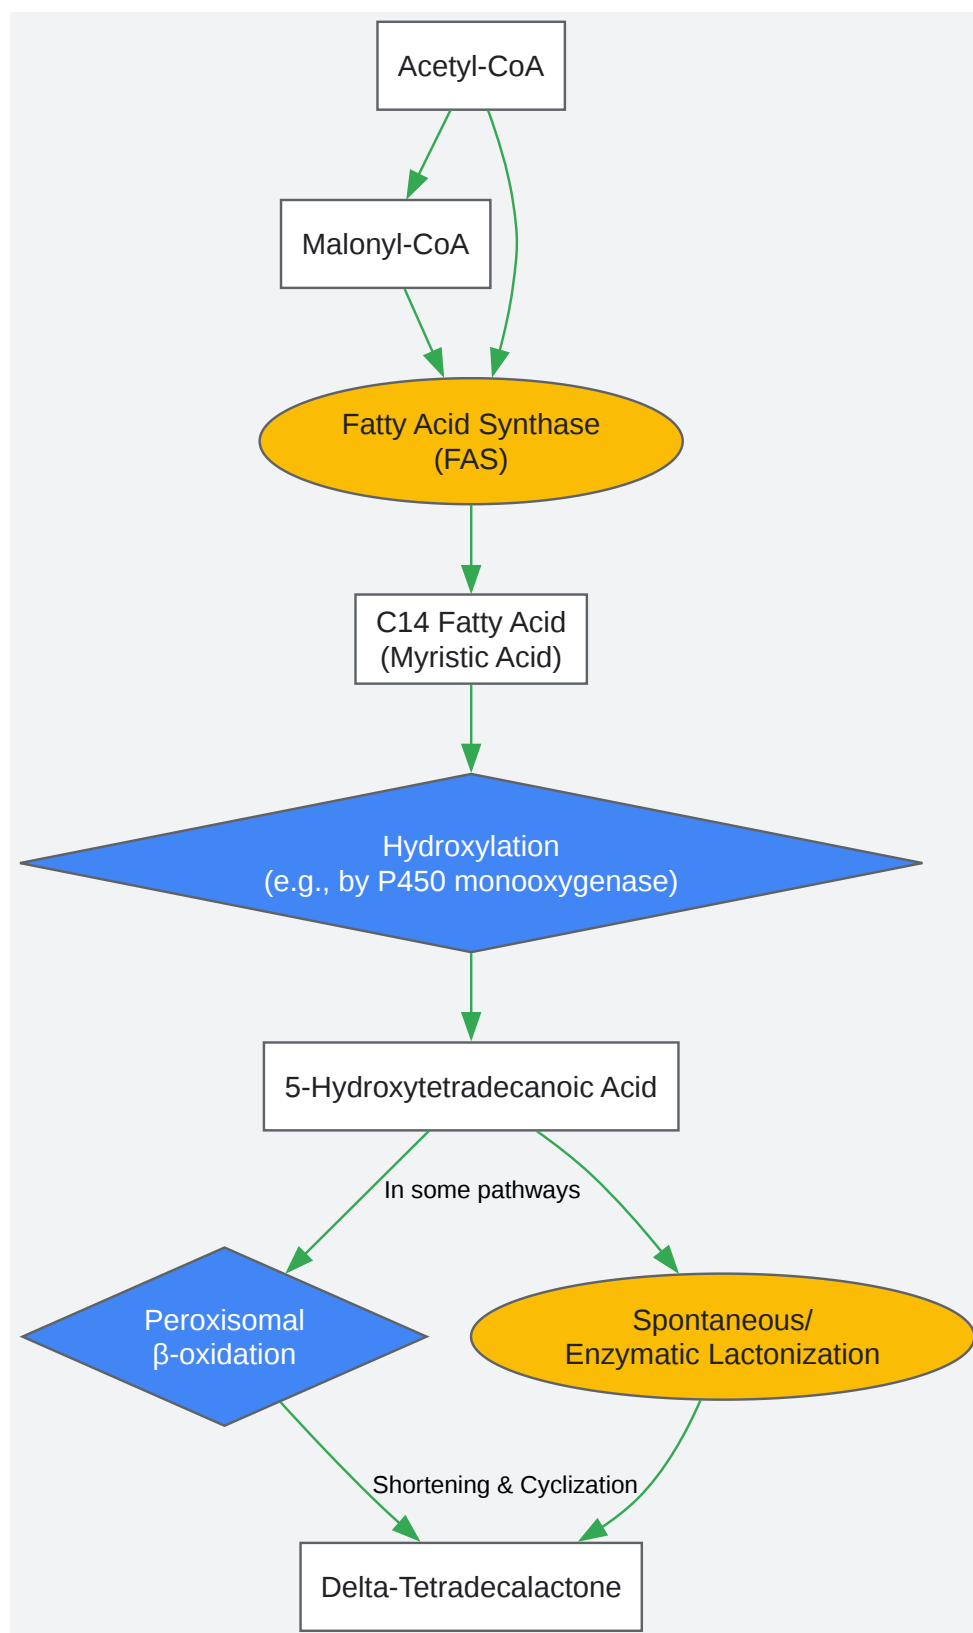 Acetyl-CoA
Malonyl-CoA
Fatty Acid Synthase
(FAS)
C14 Fatty Acid
(Myristic Acid)
Hydroxylation
(e.g., by P450 monooxygenase)
5-Hydroxytetradecanoic Acid
In some pathways
Peroxisomal
β-oxidation
Spontaneous/
Enzymatic Lactonization
Shortening & Cyclization
Delta-Tetradecalactone